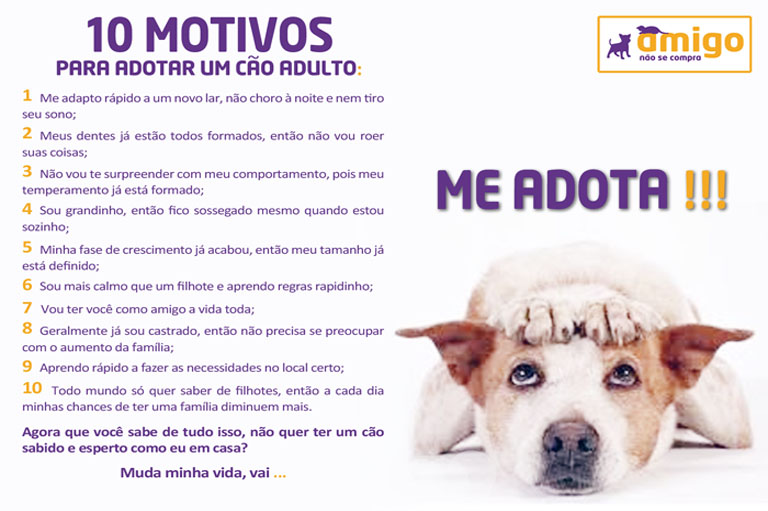 10 MOTIVOS
PARA ADOTAR UM CÃO ADULTO:
1 Me adapto rápido a um novo lar, não choro à noite e nem tiro
seu sono;
2 Meus dentes já estão todos formados, então não vou roer
suas coisas;
3 Não vou te surpreender com meu comportamento, pois meu
temperamento já está formado;
4 Sou grandinho, então fico sossegado mesmo quando estou
sozinho;
5 Minha fase de crescimento já acabou, então meu tamanho já
está definido;
6 Sou mais calmo que um filhote e aprendo regras rapidinho;
7 Vou ter você como amigo a vida toda;
8 Geralmente já sou castrado, então não precisa se preocupar
com o aumento da família;
9 Aprendo rápido a fazer as necessidades no local certo;
10 Todo mundo só quer saber de filhotes, então a cada dia
minhas chances de ter uma família diminuem mais.
Agora que você sabe de tudo isso, não quer ter um cão
sabido e esperto como eu em casa?
Muda minha vida, vai ...
amigo
não se compra
ME ADOTA !!!